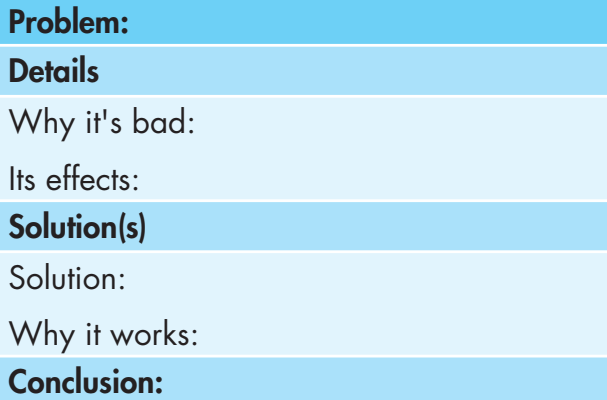 Problem:
Details
Why it's bad:
Its effects:
Solution(s)
Solution:
Why it works:
Conclusion: